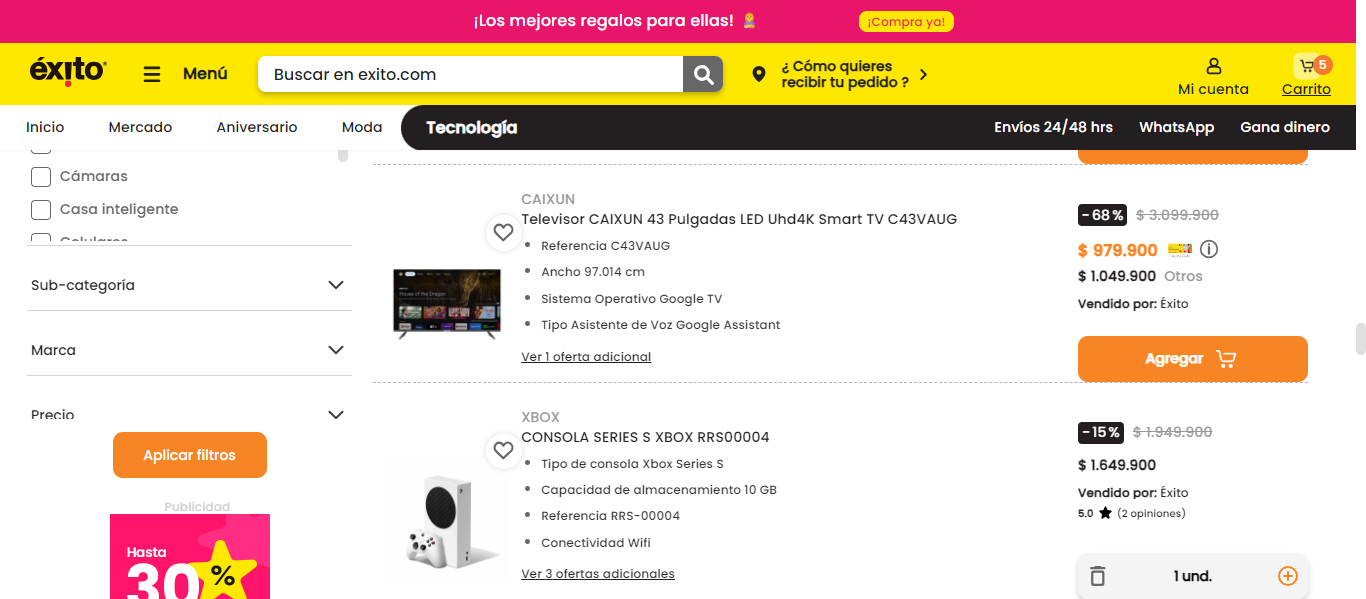 ¡Los mejores regalos para ellas!
¡Compra ya!
éxito
Menú
Buscar en exito.com
¿ Cómo quieres
recibir tu pedido ?
Mi cuenta
5
Carrito
Inicio
Mercado
Aniversario
Moda
Tecnología
Envíos 24/48 hrs
WhatsApp
Gana dinero
Cámaras
Casa inteligente
Celulares
Sub-categoría
Marca
Precio
Aplicar filtros
Publicidad
Hasta
30 %
CAIXUN
Televisor CAIXUN 43 Pulgadas LED Uhd4K Smart TV C43VAUG
Referencia C43VAUG
Ancho 97.014 cm
Sistema Operativo Google TV
Tipo Asistente de Voz Google Assistant
Ver 1 oferta adicional
-68% $ 3.099.900
$ 979.900
$ 1.049.900 Otros
Vendido por: Éxito
Agregar
XBOX
CONSOLA SERIES S XBOX RRS00004
Tipo de consola Xbox Series S
Capacidad de almacenamiento 10 GB
Referencia RRS-00004
Conectividad Wifi
Ver 3 ofertas adicionales
-15% $ 1.949.900
$ 1.649.900
Vendido por: Éxito
5.0 (2 opiniones)
1 und.